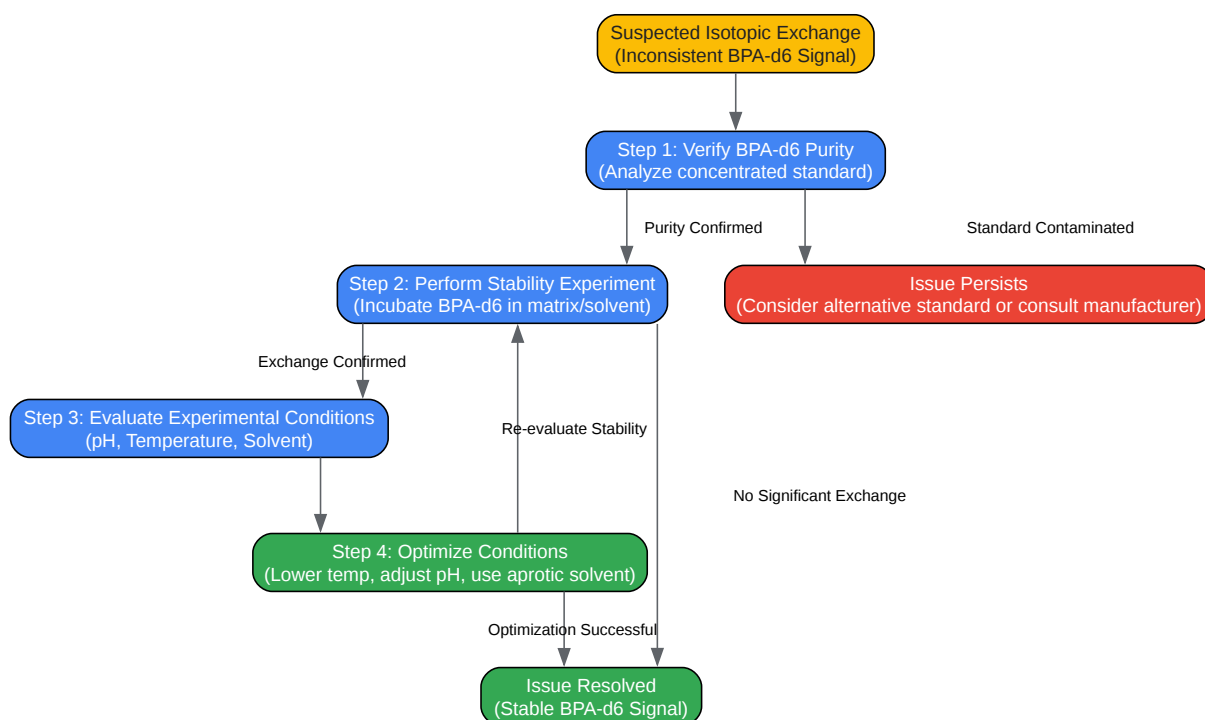 Suspected Isotopic Exchange
(Inconsistent BPA-d6 Signal)
Step 1: Verify BPA-d6 Purity
(Analyze concentrated standard)
Purity Confirmed
Standard Contaminated
Step 2: Perform Stability Experiment
(Incubate BPA-d6 in matrix/solvent)
Issue Persists
(Consider alternative standard or consult manufacturer)
Exchange Confirmed
Step 3: Evaluate Experimental Conditions
(pH, Temperature, Solvent)
Re-evaluate Stability
No Significant Exchange
Step 4: Optimize Conditions
(Lower temp, adjust pH, use aprotic solvent)
Optimization Successful
Issue Resolved
(Stable BPA-d6 Signal)